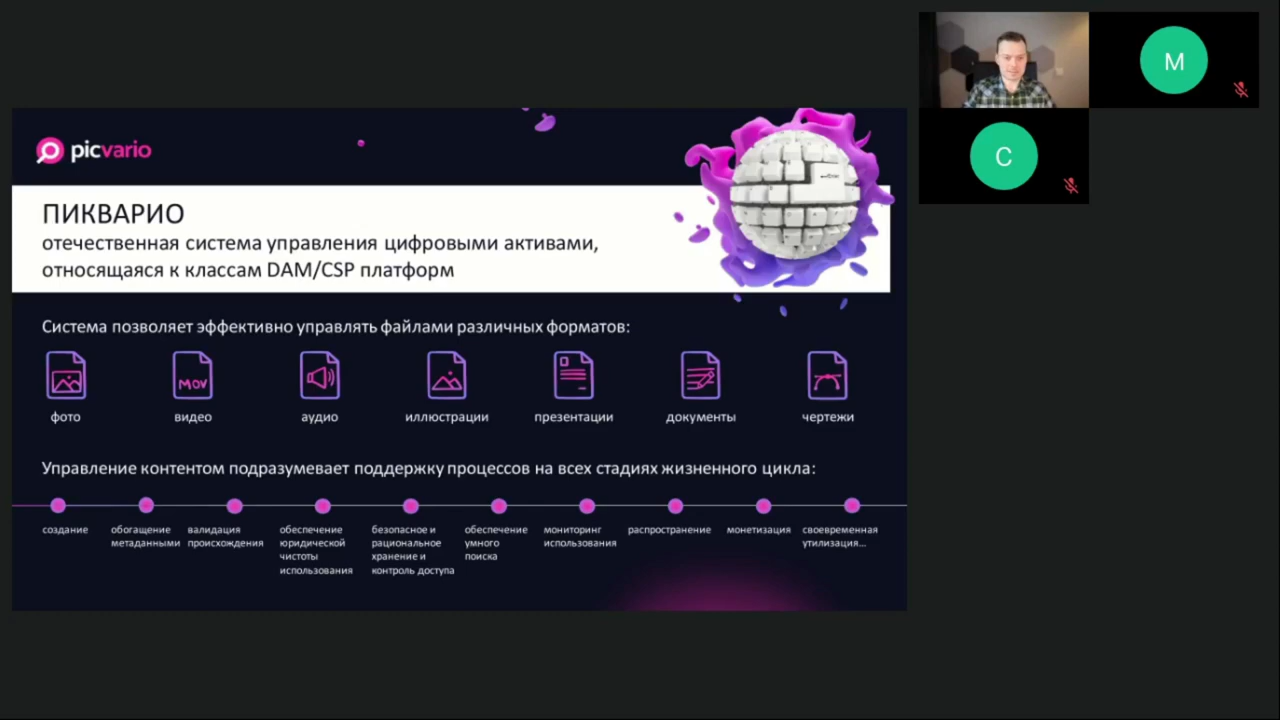 picvario
ПИКВАРИО
отечественная система управления цифровыми активами,
относящаяся к классам DAM/CSP платформ
Система позволяет эффективно управлять файлами различных форматов:
MOV
фото
видео
аудио
иллюстрации
презентации
документы
чертежи
Управление контентом подразумевает поддержку процессов на всех стадиях жизненного цикла:
создание
обогащение
метаданными
валидация
происхождения
обеспечение
юридической
чистоты
использования
безопасное и
рациональное
хранение и
контроль доступа
обеспечение
умного
поиска
мониторинг
использования
распространение
монетизация
своевременная
утилизация...
M
C